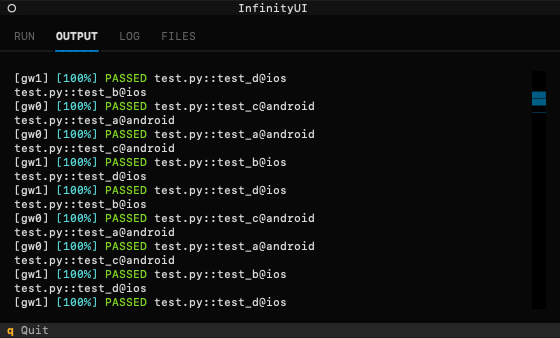 InfinityUI
RUN OUTPUT LOG FILES
[gw1] [100%] PASSED test.py::test_d@ios
test.py::test_b@ios
[gw0] [100%] PASSED test.py::test_c@android
test.py::test_a@android
[gw0] [100%] PASSED test.py::test_a@android
test.py::test_c@android
[gw1] [100%] PASSED test.py::test_b@ios
test.py::test_d@ios
[gw1] [100%] PASSED test.py::test_d@ios
test.py::test_b@ios
[gw0] [100%] PASSED test.py::test_c@android
test.py::test_a@android
[gw0] [100%] PASSED test.py::test_a@android
test.py::test_c@android
[gw1] [100%] PASSED test.py::test_b@ios
test.py::test_d@ios
[gw1] [100%] PASSED test.py::test_d@ios
q Quit